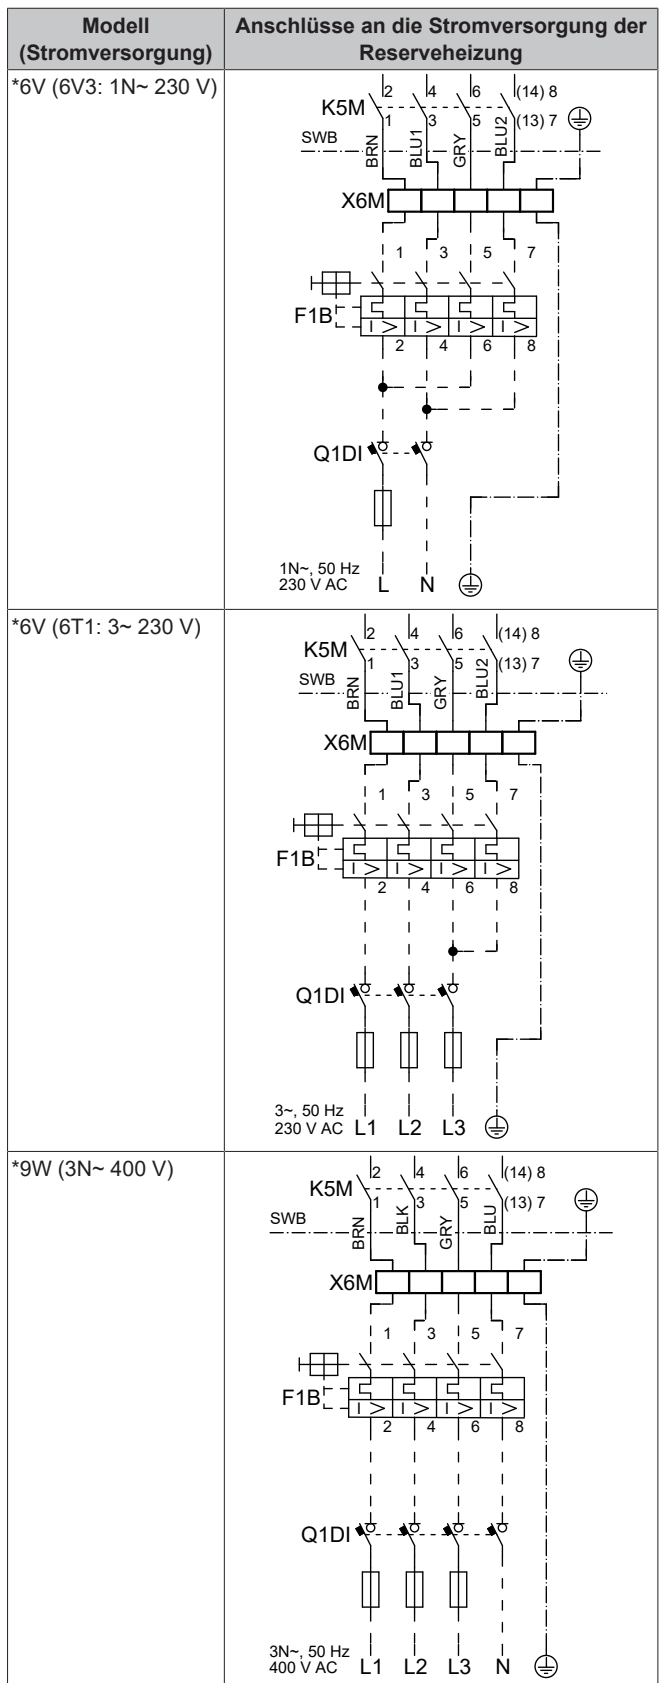 Modell
(Stromversorgung)
Anschlüsse an die Stromversorgung der
Reserveheizung
*6V (6V3: 1N~ 230 V)
2 4 6 (14) 8
K5M
1 3 5 (13) 7
SWB
BRN BLU1 GRY BLU2
X6M
1 3 5 7
F1B
I > I > I > I >
2 4 6 8
Q1DI
1N~, 50 Hz
230 V AC
L N
*6V (6T1: 3~ 230 V)
2 4 6 (14) 8
K5M
1 3 5 (13) 7
SWB
BRN BLU1 GRY BLU2
X6M
1 3 5 7
F1B
I > I > I > I >
2 4 6 8
Q1DI
3~, 50 Hz
230 V AC
L1 L2 L3
*9W (3N~ 400 V)
2 4 6 (14) 8
K5M
1 3 5 (13) 7
SWB
BRN BLK GRY BLU
X6M
1 3 5 7
F1B
I > I > I > I >
2 4 6 8
Q1DI
3N~, 50 Hz
400 V AC
L1 L2 L3 N